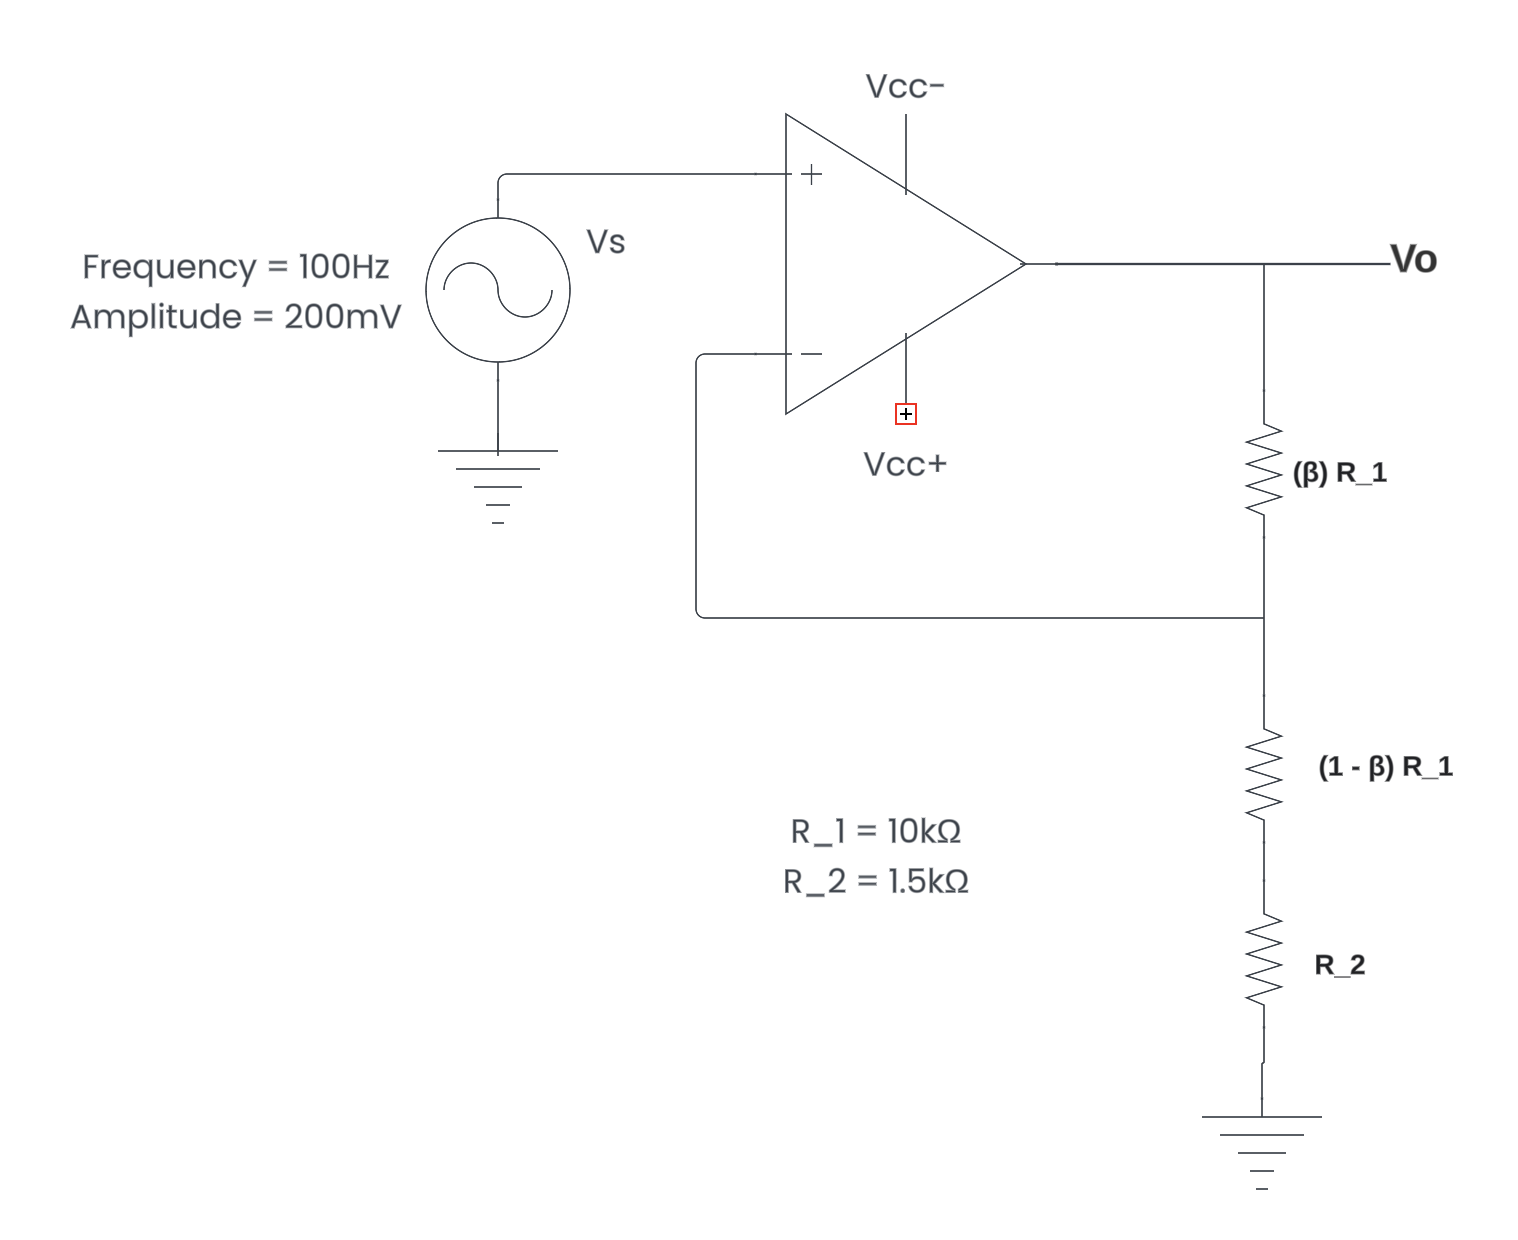 Vcc-
Vs
Frequency = 100Hz
Amplitude = 200mV
Vo
+
−
+
Vcc+
(β) R_1
(1 - β) R_1
R_1 = 10kΩ
R_2 = 1.5kΩ
R_2